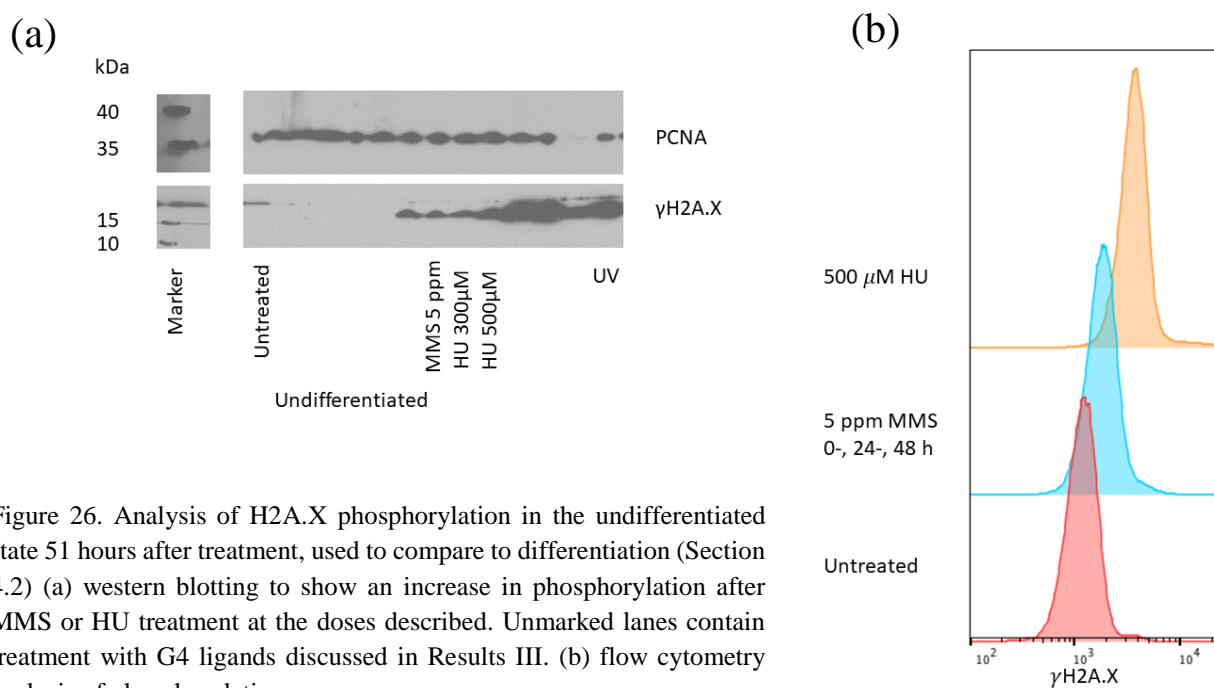 (a)
kDa
40
35
PCNA
15
10
γH2A.X
Marker
Untreated
MMS 5 ppm
HU 300µM
HU 500µM
UV
Undifferentiated
Figure 26. Analysis of H2A.X phosphorylation in the undifferentiated
state 51 hours after treatment, used to compare to differentiation (Section
4.2) (a) western blotting to show an increase in phosphorylation after
MMS or HU treatment at the doses described. Unmarked lanes contain
treatment with G4 ligands discussed in Results III. (b) flow cytometry
(b)
500 µM HU
5 ppm MMS
0-, 24-, 48 h
Untreated
10² 10³ 10⁴
γH2A.X